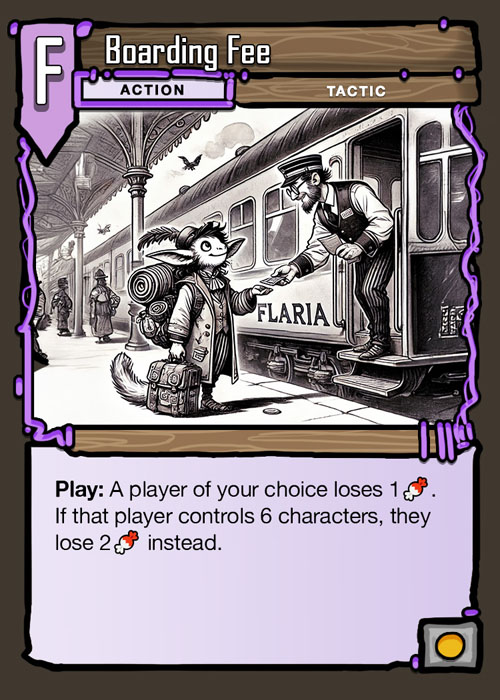 F
Boarding Fee
ACTION
TACTIC
FLARIA
Play: A player of your choice loses 1 .
If that player controls 6 characters, they
lose 2 instead.